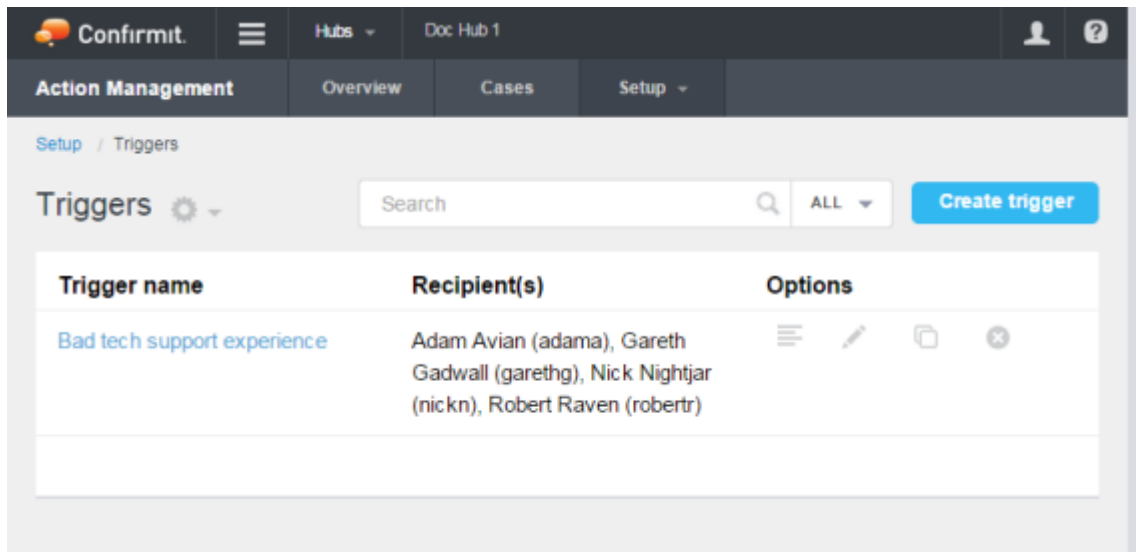 Confirmit. Hubs Doc Hub 1
Action Management Overview Cases Setup
Setup / Triggers
Triggers Search ALL Create trigger
Trigger name Recipient(s) Options
Bad tech support experience Adam Avian (adama), Gareth
Gadwall (garethg), Nick Nightjar
(nickn), Robert Raven (robertr)